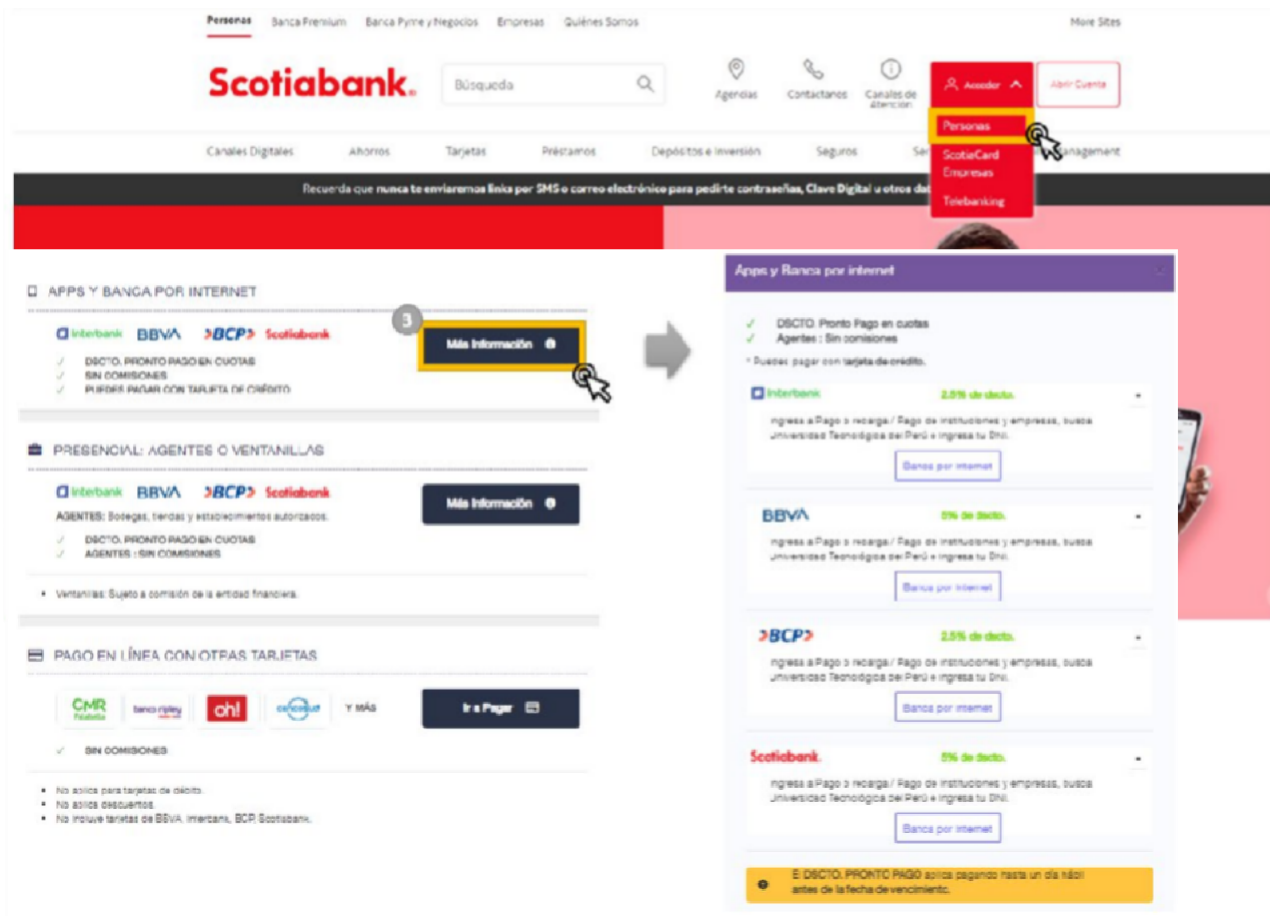 Personas Banca Premium Banca Pyme y Negocios Empresas Quiénes Somos More Sites
Scotiabank. Búsqueda Agencias Contactanos Canales de Atención Acceder Abrir Cuenta
Personas
Canales Digitales Ahorros Tarjetas Préstamos Depósitos e Inversión Seguros Ser anagement
ScotiaCard
Empresas
Recuerda que nunca te enviaremos links por SMS o correo electrónico para pedirte contraseñas, Clave Digital u otros dat
Telebanking
APPS Y BANCA POR INTERNET
Interbank BBVA BCP Scotiabank
3
Más Información
DSCTO. PRONTO PAGO EN CUOTAS
SIN COMISIONES
PUEDES PAGAR CON TARJETA DE CRÉDITO
PRESENCIAL: AGENTES O VENTANILLAS
Interbank BBVA BCP Scotiabank
Más Información
AGENTES: Bodegas, tiendas y establecimientos autorizados.
DSCTO. PRONTO PAGO EN CUOTAS
AGENTES : SIN COMISIONES
Ventanillas: Sujeto a comisión de la entidad financiera.
PAGO EN LÍNEA CON OTRAS TARJETAS
CMR Falabella banco ripley oh! cencosud Y MÁS Ir a Pagar
SIN COMISIONES
No aplica para tarjetas de débito.
No aplica descuentos.
No incluye tarjetas de BBVA, Interbank, BCP, Scotiabank.
Apps y Banca por internet
DSCTO. Pronto Pago en cuotas
Agentes : Sin comisiones
* Puedes pagar con tarjeta de crédito.
Interbank 2.5% de dscto.
Ingresa a Pago o recarga / Pago de instituciones y empresas, busca
Universidad Tecnológica del Perú e ingresa tu DNI.
Banca por internet
BBVA 5% de dscto.
Ingresa a Pago o recarga / Pago de instituciones y empresas, busca
Universidad Tecnológica del Perú e ingresa tu DNI.
Banca por internet
BCP 2.5% de dscto.
Ingresa a Pago o recarga / Pago de instituciones y empresas, busca
Universidad Tecnológica del Perú e ingresa tu DNI.
Banca por internet
Scotiabank. 5% de dscto.
Ingresa a Pago o recarga / Pago de instituciones y empresas, busca
Universidad Tecnológica del Perú e ingresa tu DNI.
Banca por internet
El DSCTO. PRONTO PAGO aplica pagando hasta un día hábil
antes de la fecha de vencimiento.